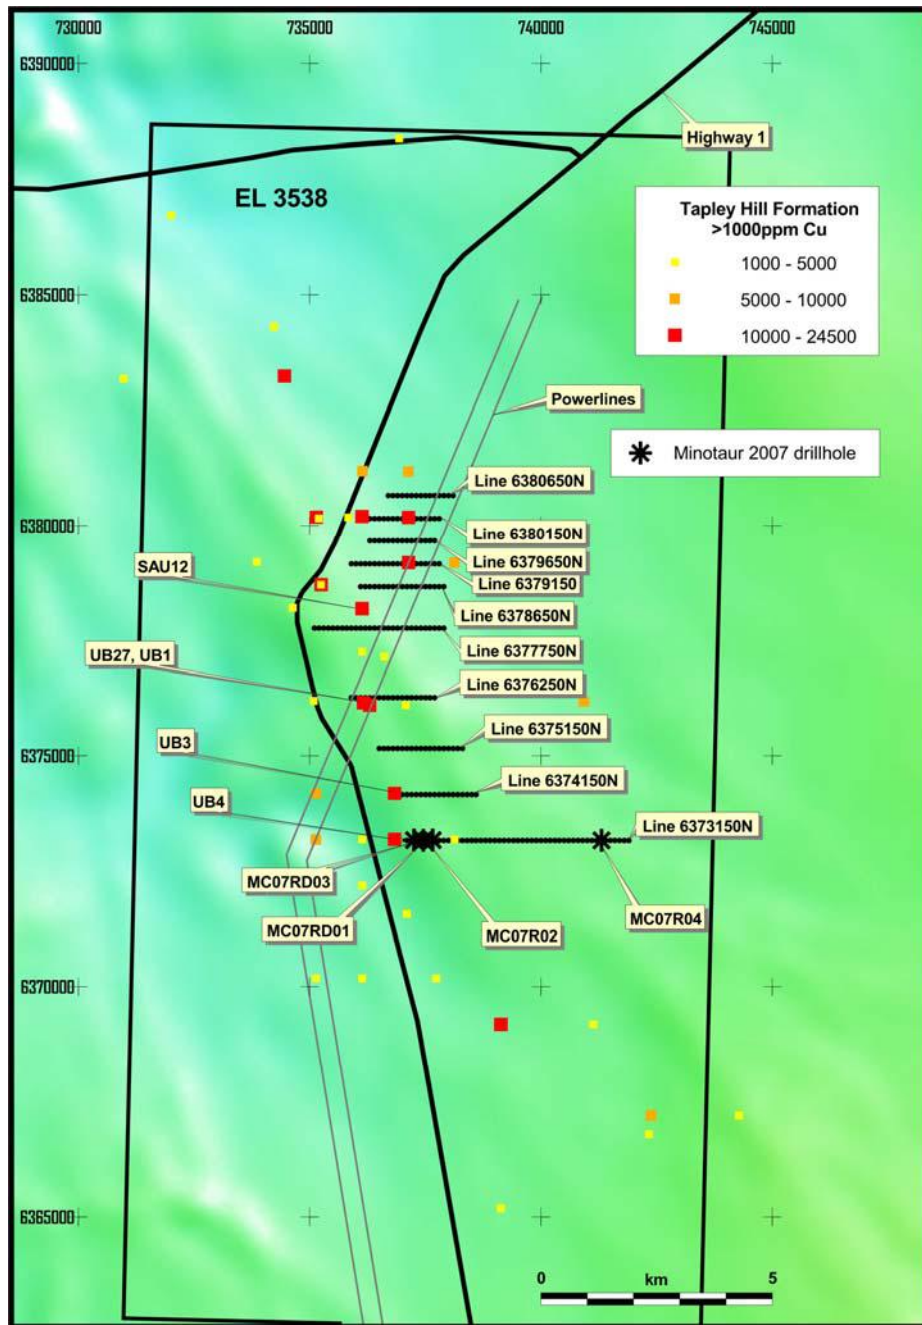 730000
735000
740000
745000
6390000
Highway 1
EL 3538
Tapley Hill Formation
>1000ppm Cu
1000 - 5000
5000 - 10000
10000 - 24500
6385000
Powerlines
Minotaur 2007 drillhole
Line 6380650N
6380000
Line 6380150N
Line 6379650N
SAU12
Line 6379150
Line 6378650N
UB27, UB1
Line 6377750N
Line 6376250N
UB3
Line 6375150N
6375000
Line 6374150N
UB4
Line 6373150N
MC07RD03
MC07RD01
MC07R02
MC07R04
6370000
6365000
0
km
5